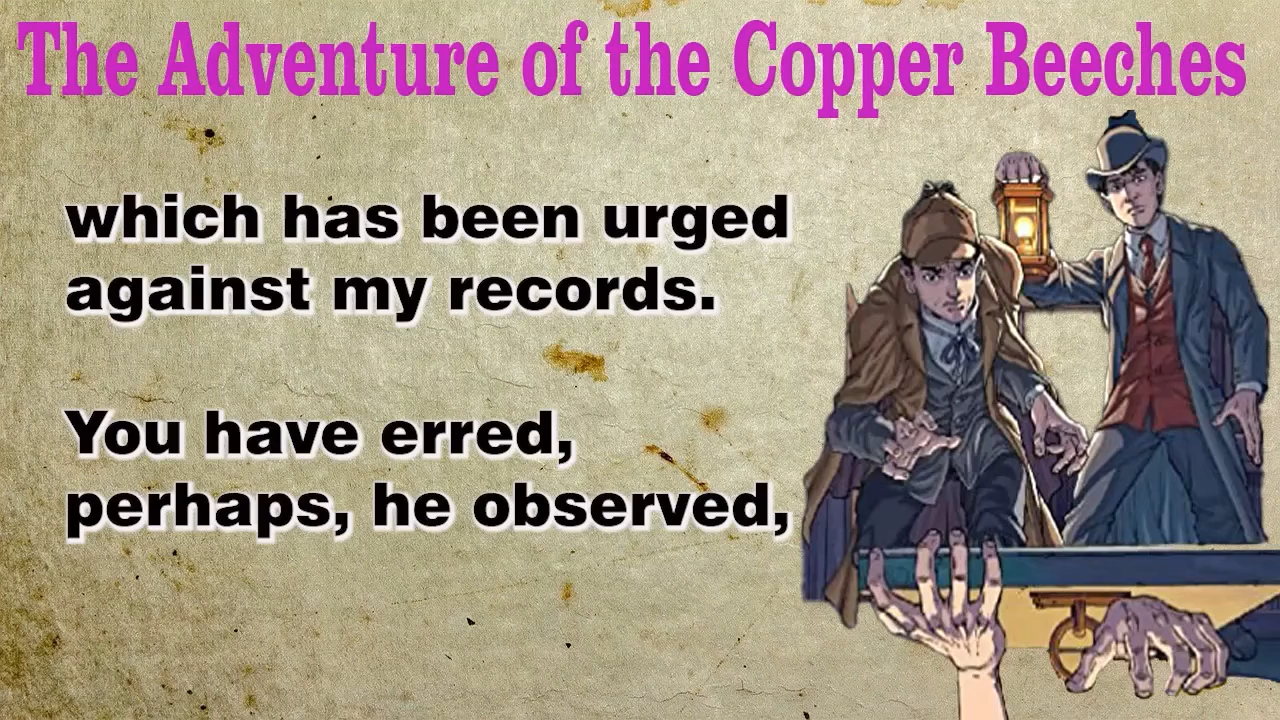 The Adventure of the Copper Beeches
which has been urged
against my records.
You have erred,
perhaps, he observed,